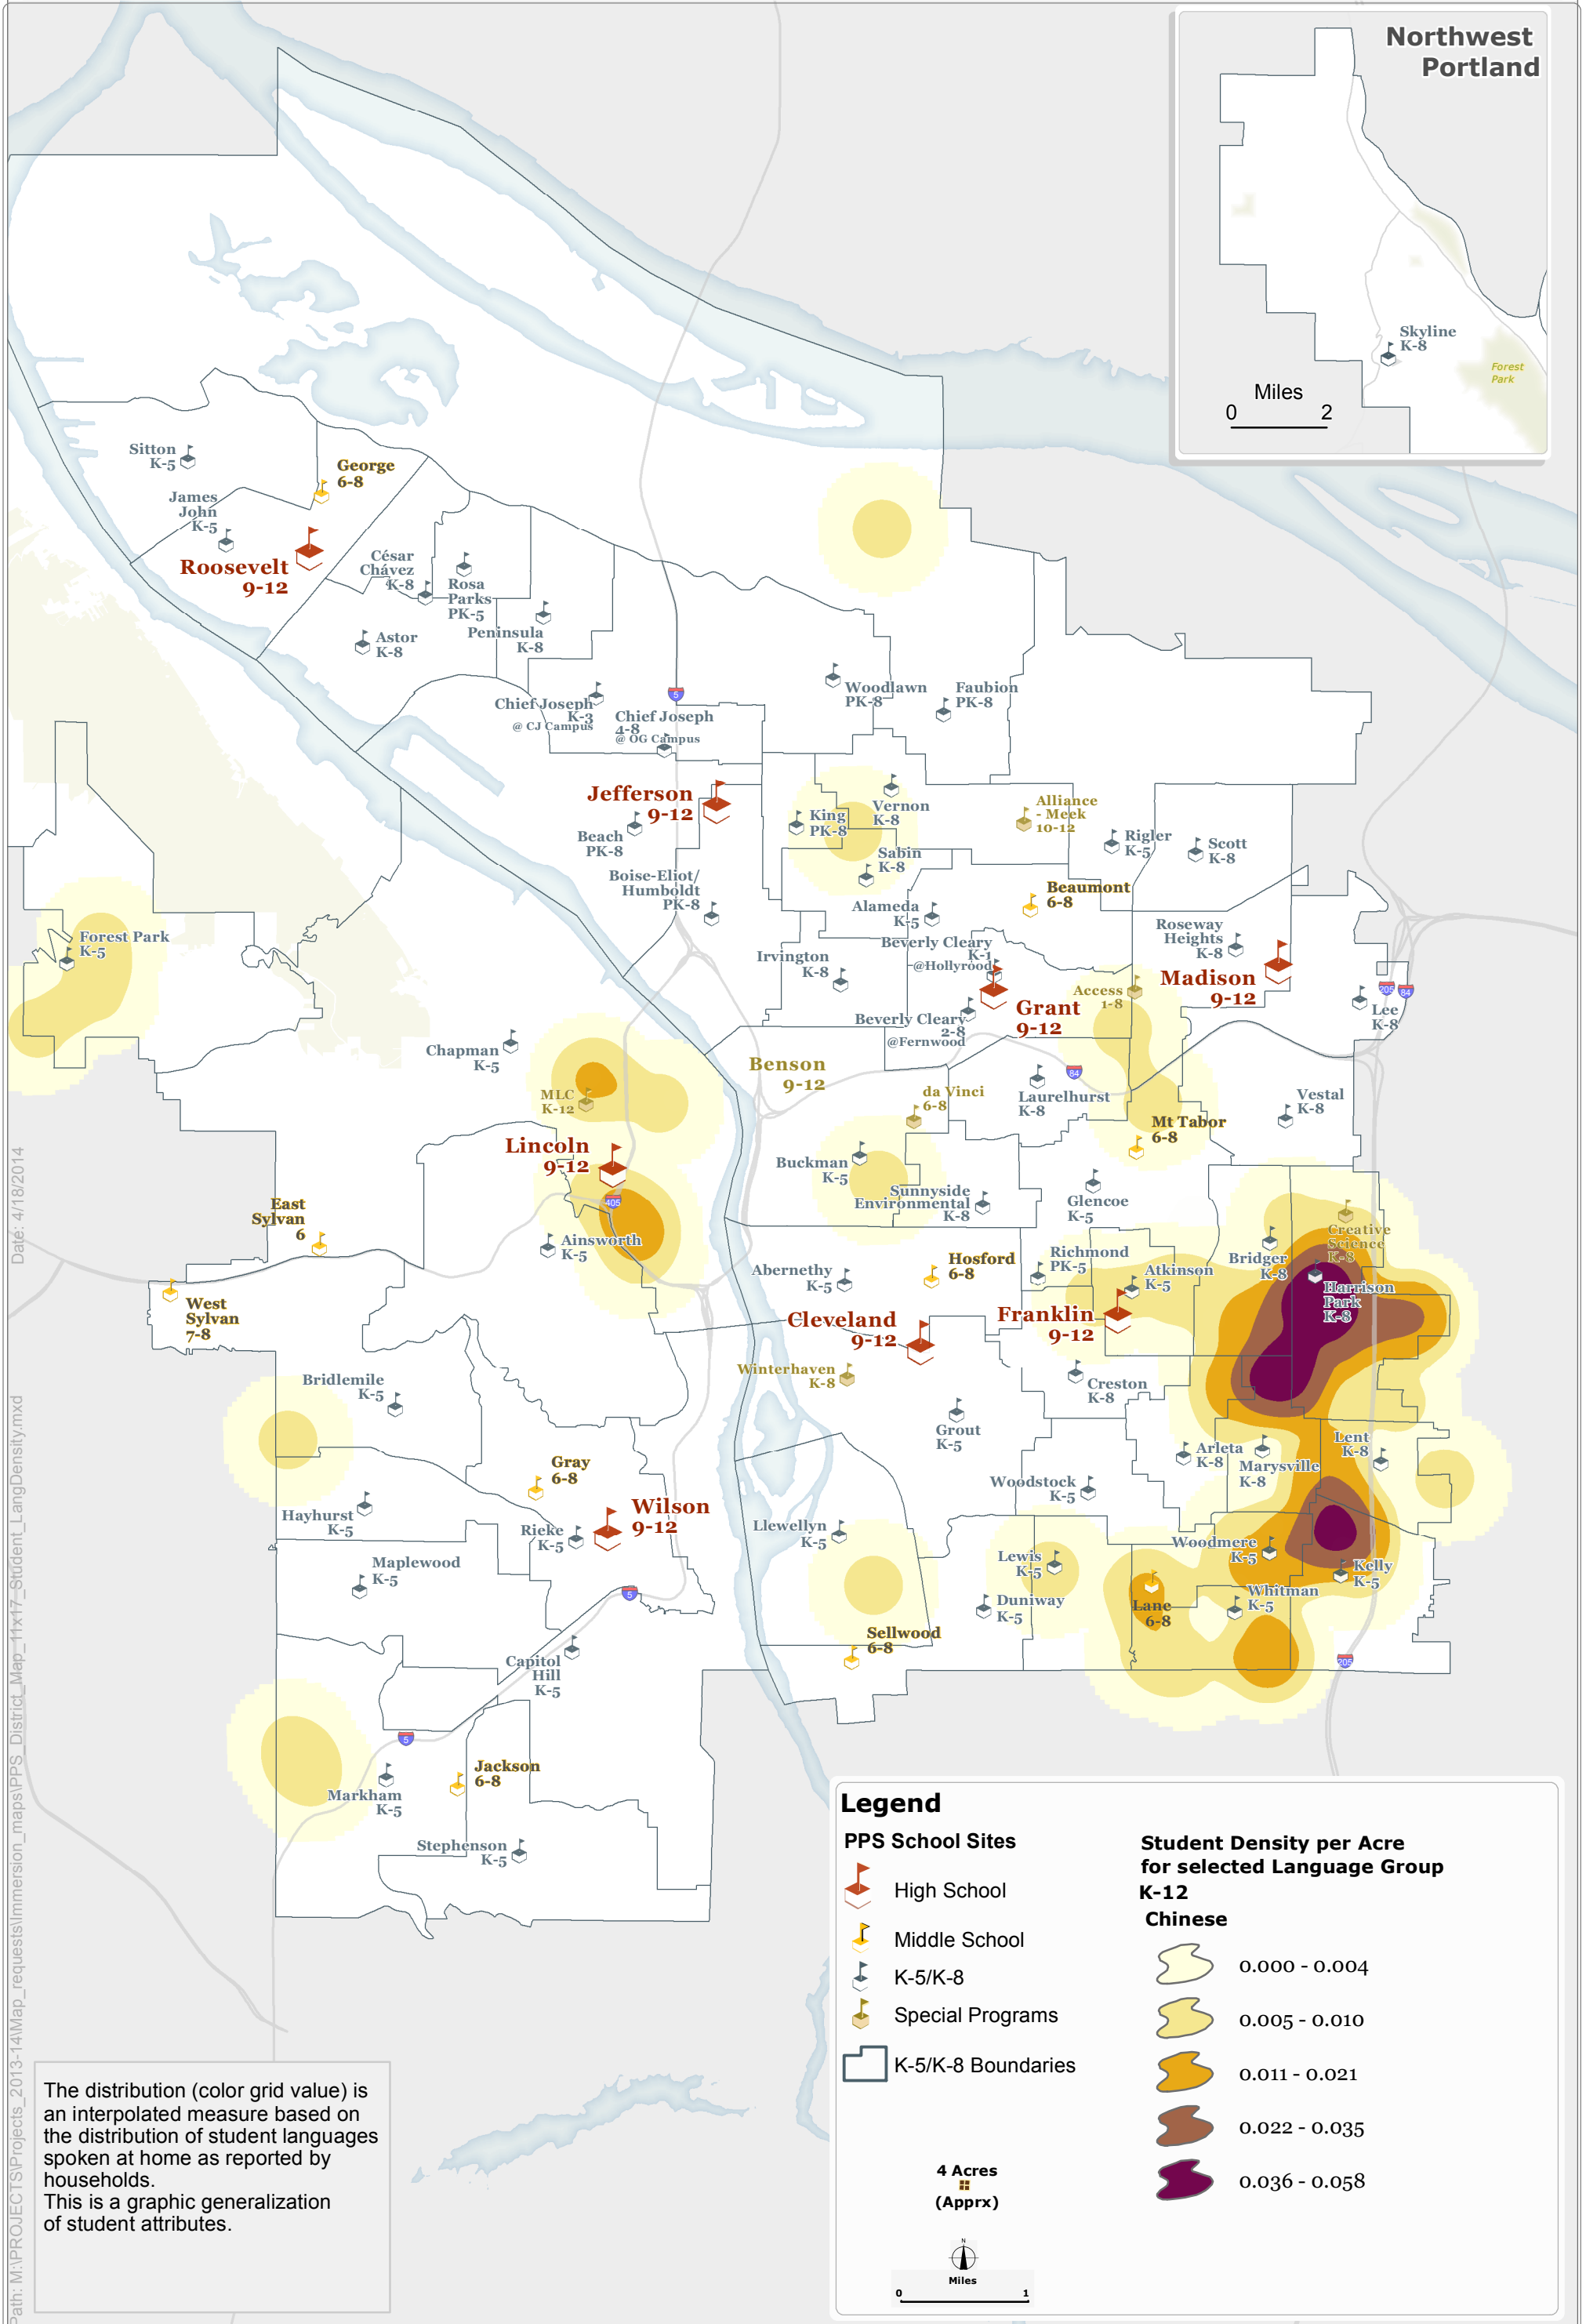 Northwest
Portland
Skyline
K-8
Forest
Park
Miles
0 2
Sitton
K-5
George
6-8
James
John
K-5
Roosevelt
9-12
César
Chávez
K-8
Rosa
Parks
PK-5
Astor
K-8
Peninsula
K-8
Chief Joseph
K-3
@ CJ Campus
Chief Joseph
4-8
@ OG Campus
5
Woodlawn
PK-8
Faubion
PK-8
Jefferson
9-12
Beach
PK-8
King
PK-8
Vernon
K-8
Alliance
- Meek
10-12
Rigler
K-5
Scott
K-8
Sabin
K-8
Boise-Eliot/
Humboldt
PK-8
Alameda
K-5
Beaumont
6-8
Roseway
Heights
K-8
Forest Park
K-5
Irvington
K-8
Beverly Cleary
K-1
@Hollyrood
Madison
9-12
Access
1-8
Grant
9-12
205
84
Lee
K-8
Beverly Cleary
2-8
@Fernwood
Chapman
K-5
Benson
9-12
MLC
K-12
da Vinci
6-8
84
Laurelhurst
K-8
Vestal
K-8
Mt Tabor
6-8
Lincoln
9-12
Buckman
K-5
Sunnyside
Environmental
K-8
Glencoe
K-5
405
East
Sylvan
6
Ainsworth
K-5
Creative
Science
K-8
Bridger
K-8
Abernethy
K-5
Hosford
6-8
Richmond
PK-5
Atkinson
K-5
Harrison
Park
K-8
West
Sylvan
7-8
Cleveland
9-12
Franklin
9-12
Winterhaven
K-8
Creston
K-8
Bridlemile
K-5
Grout
K-5
Arleta
K-8
Marysville
K-8
Lent
K-8
Gray
6-8
Woodstock
K-5
Wilson
9-12
Hayhurst
K-5
Rieke
K-5
Llewellyn
K-5
Woodmere
K-5
Lewis
K-5
Kelly
K-5
Maplewood
K-5
5
Duniway
K-5
Lane
6-8
Whitman
K-5
Sellwood
6-8
Capitol
Hill
K-5
205
5
Jackson
6-8
Markham
K-5
Stephenson
K-5
Date: 4/18/2014
Path: M:\PROJECTS\Projects_2013-14\Map_requests\Immersion_maps\PPS_District_Map_11x17_Student_LangDensity.mxd
The distribution (color grid value) is
an interpolated measure based on
the distribution of student languages
spoken at home as reported by
households.
This is a graphic generalization
of student attributes.
Legend
PPS School Sites
High School
Middle School
K-5/K-8
Special Programs
K-5/K-8 Boundaries
Student Density per Acre
for selected Language Group
K-12
Chinese
0.000 - 0.004
0.005 - 0.010
0.011 - 0.021
0.022 - 0.035
0.036 - 0.058
4 Acres
(Apprx)
N
Miles
0 1